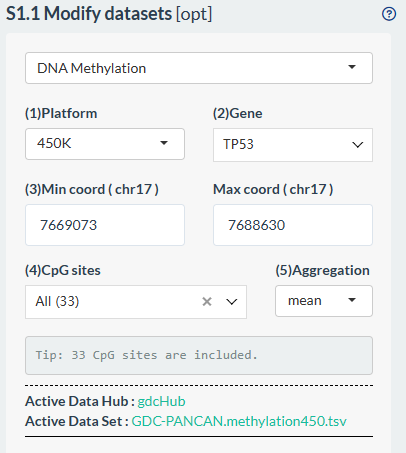 S1.1 Modify datasets [opt]
DNA Methylation
(1)Platform (2)Gene
450K TP53
(3)Min coord ( chr17 ) Max coord ( chr17 )
7669073 7688630
(4)CpG sites (5)Aggregation
All (33) mean
Tip: 33 CpG sites are included.
Active Data Hub : gdcHub
Active Data Set : GDC-PANCAN.methylation450.tsv